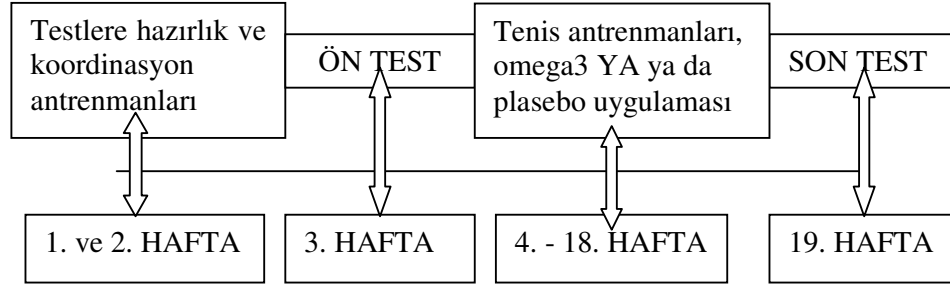 Testlere hazırlık ve
koordasyon
antrenmanları
ÖN TEST
Tenis antrenmanları,
omega3 YA ya da
plasebo uygulaması
SON TEST
1. ve 2. HAFTA
3. HAFTA
4. - 18. HAFTA
19. HAFTA